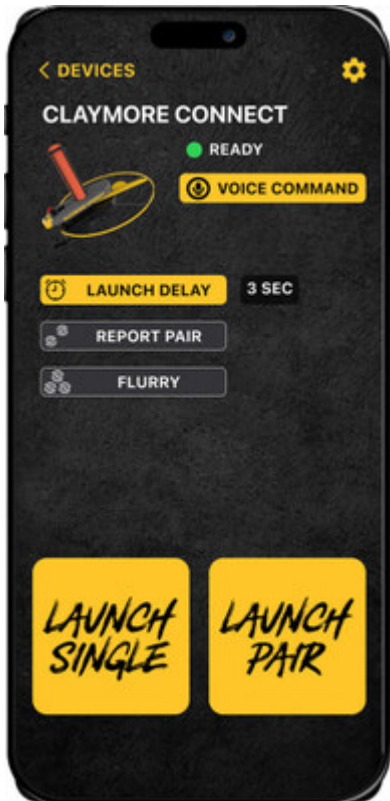 < DEVICES
CLAYMORE CONNECT
READY
VOICE COMMAND
LAUNCH DELAY 3 SEC
REPORT PAIR
FLURRY
LAUNCH
SINGLE
LAUNCH
PAIR